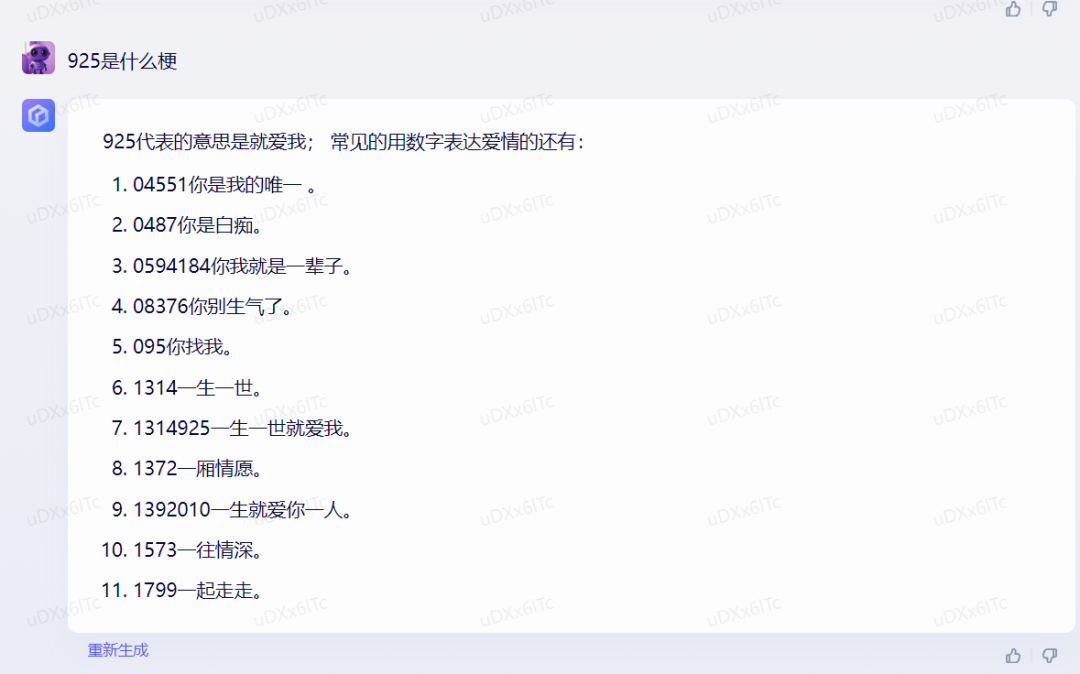 925是什么梗
925代表的意思是就爱我； 常见的用数字表达爱情的还有：
1. 04551你是我的唯一 。
2. 0487你是白痴。
3. 0594184你我就是一辈子。
4. 08376你别生气了。
5. 095你找我。
6. 1314一生一世。
7. 1314925一生一世就爱我。
8. 1372一厢情愿。
9. 1392010一生就爱你一人。
10. 1573一往情深。
11. 1799一起走走。
重新生成